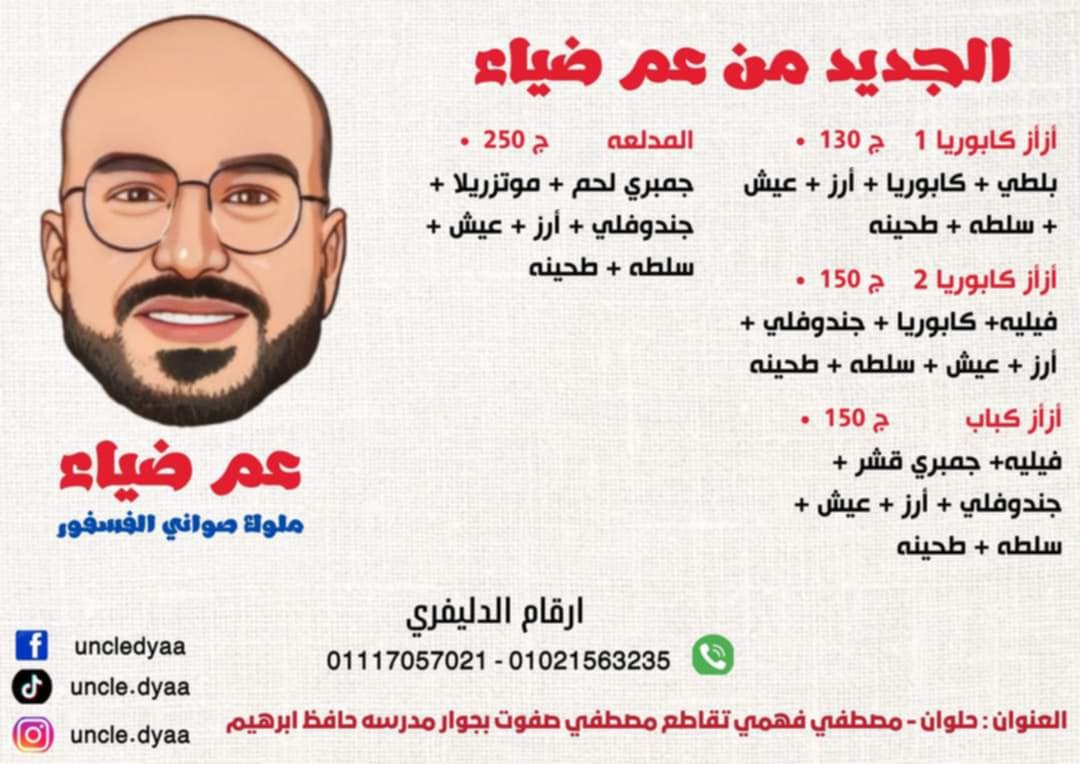 الجديد من عم ضياء
أزأز كابوريا 1 130 ج •
بلطي + كابوريا + أرز + عيش
+ سلطه + طحينه
أزأز كابوريا 2 150 ج •
فيليه+ كابوريا + جندوفلي +
أرز + عيش + سلطه + طحينه
أزأز كباب 150 ج •
فيليه+ جمبري قشر +
جندوفلي + أرز + عيش +
سلطه + طحينه
المدلعه 250 ج •
جمبري لحم + موتزريلا +
جندوفلي + أرز + عيش +
سلطه + طحينه
عم ضياء
ملوك صواني الفسفور
ارقام الدليفري
01117057021 - 01021563235
uncledyaa
uncle.dyaa
uncle.dyaa
العنوان : حلوان - مصطفي فهمي تقاطع مصطفي صفوت بجوار مدرسه حافظ ابرهيم